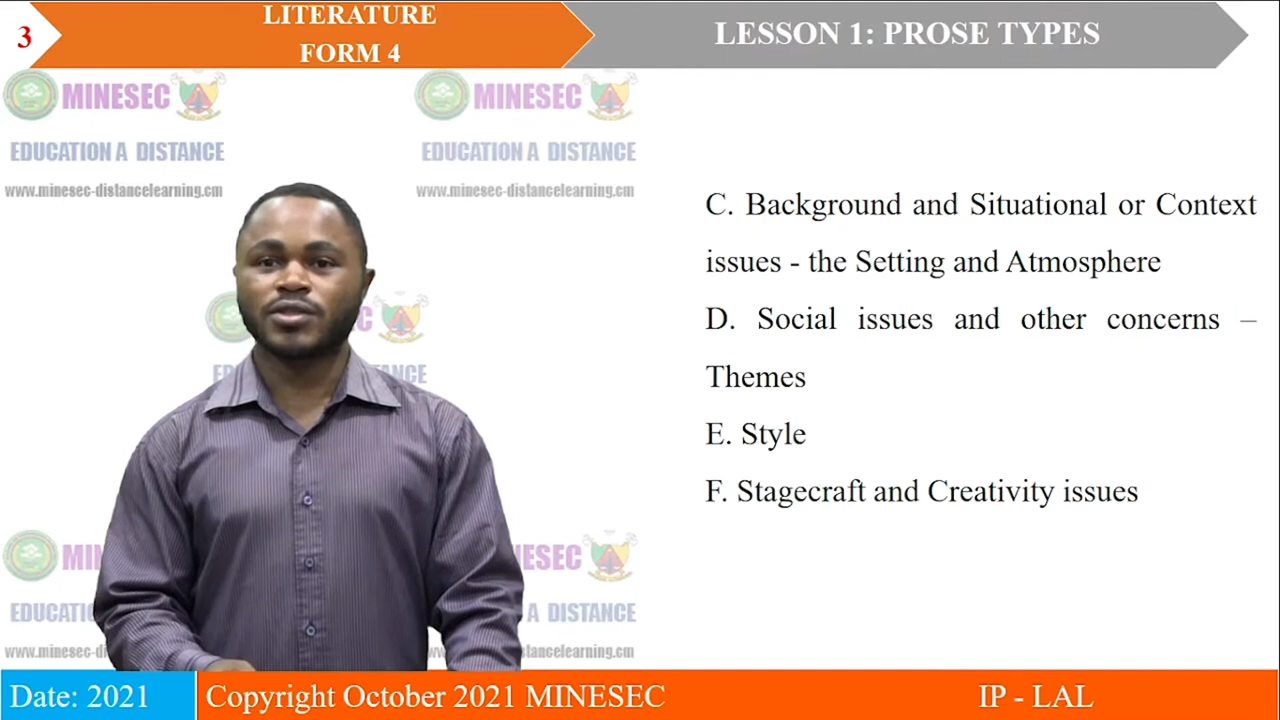 3
LITERATURE
FORM 4
LESSON 1: PROSE TYPES
MINESEC
MINESEC
EDUCATION A DISTANCE
EDUCATION A DISTANCE
www.minesec-distancelearning.cm
www.minesec-distancelearning.cm
C. Background and Situational or Context
issues - the Setting and Atmosphere
D. Social issues and other concerns –
Themes
E. Style
F. Stagecraft and Creativity issues
A DISTANCE
Date: 2021
Copyright October 2021 MINESEC
IP - LAL